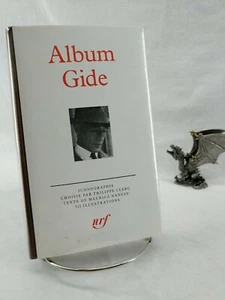 Album
Gide
ICONOGRAPHIE
CHOISIE PAR PHILIPPE CLERC
TEXTE DE MAURICE NADEAU
ILLUSTRATIONS
nrf